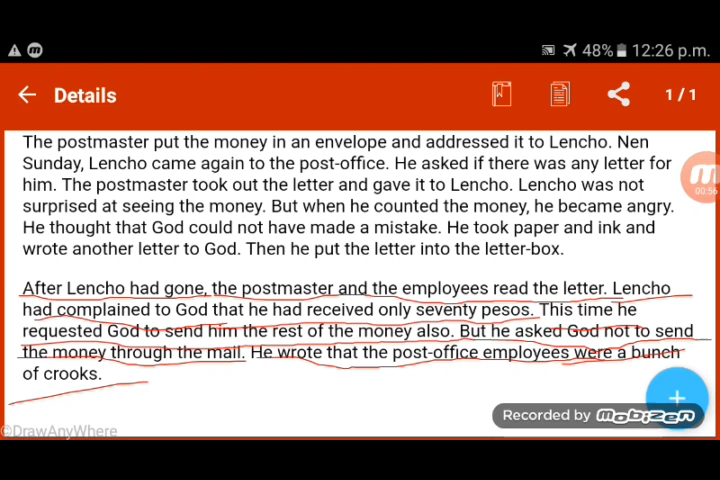 48% 12:26 p.m.
Details
1/1
The postmaster put the money in an envelope and addressed it to Lencho. Nen
Sunday, Lencho came again to the post-office. He asked if there was any letter for
him. The postmaster took out the letter and gave it to Lencho. Lencho was not
surprised at seeing the money. But when he counted the money, he became angry.
He thought that God could not have made a mistake. He took paper and ink and
wrote another letter to God. Then he put the letter into the letter-box.
00:56
After Lencho had gone, the postmaster and the employees read the letter. Lencho
had complained to God that he had received only seventy pesos. This time he
requested God to send him the rest of the money also. But he asked God not to send
the money through the mail. He wrote that the post-office employees were a bunch
of crooks.
+
Recorded by mobizen
©DrawAnyWhere